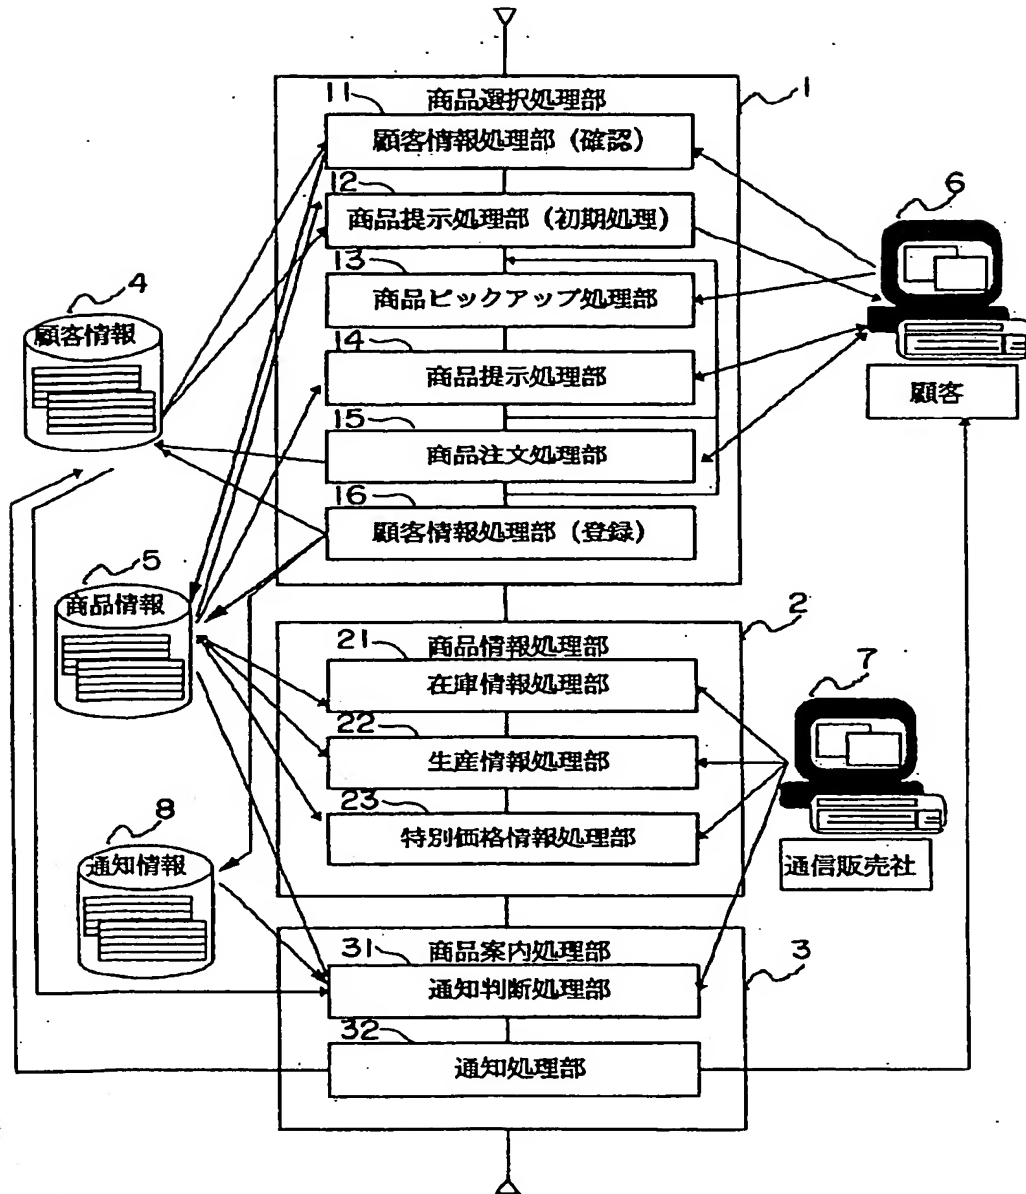 1
商品選択処理部
11
顧客情報処理部（確認）
12
商品提示処理部（初期処理）
13
商品ピックアップ処理部
14
商品提示処理部
15
商品注文処理部
16
顧客情報処理部（登録）
6
顧客
4
顧客情報
5
商品情報
2
商品情報処理部
21
在庫情報処理部
22
生産情報処理部
23
特別価格情報処理部
7
通信販売社
8
通知情報
3
商品案内処理部
31
通知判断処理部
32
通知処理部